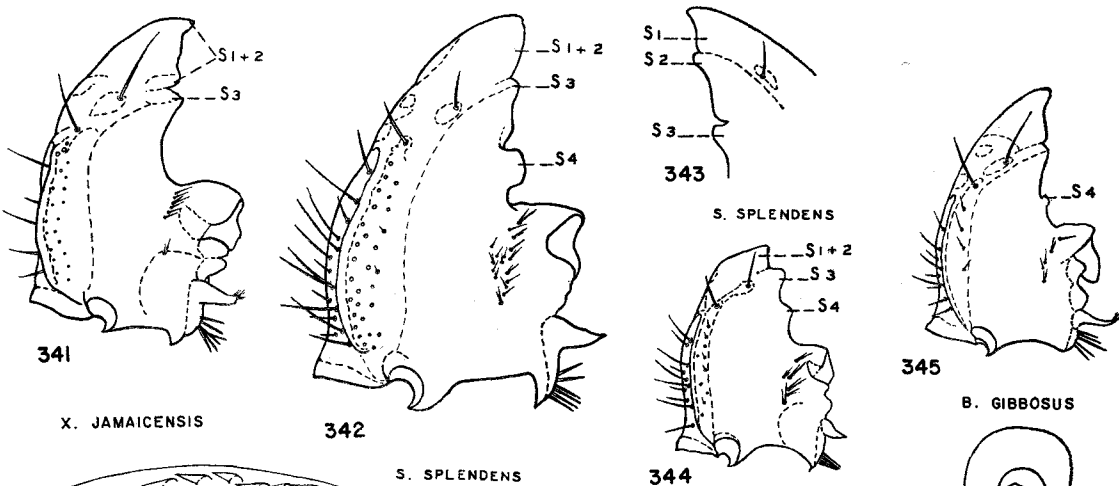 S1+2
S3
341
X. JAMAICENSIS
S1+2
S3
S4
342
S. SPLENDENS
S1
S2
S3
343
S. SPLENDENS
S1+2
S3
S4
344
S4
345
B. GIBBOSUS